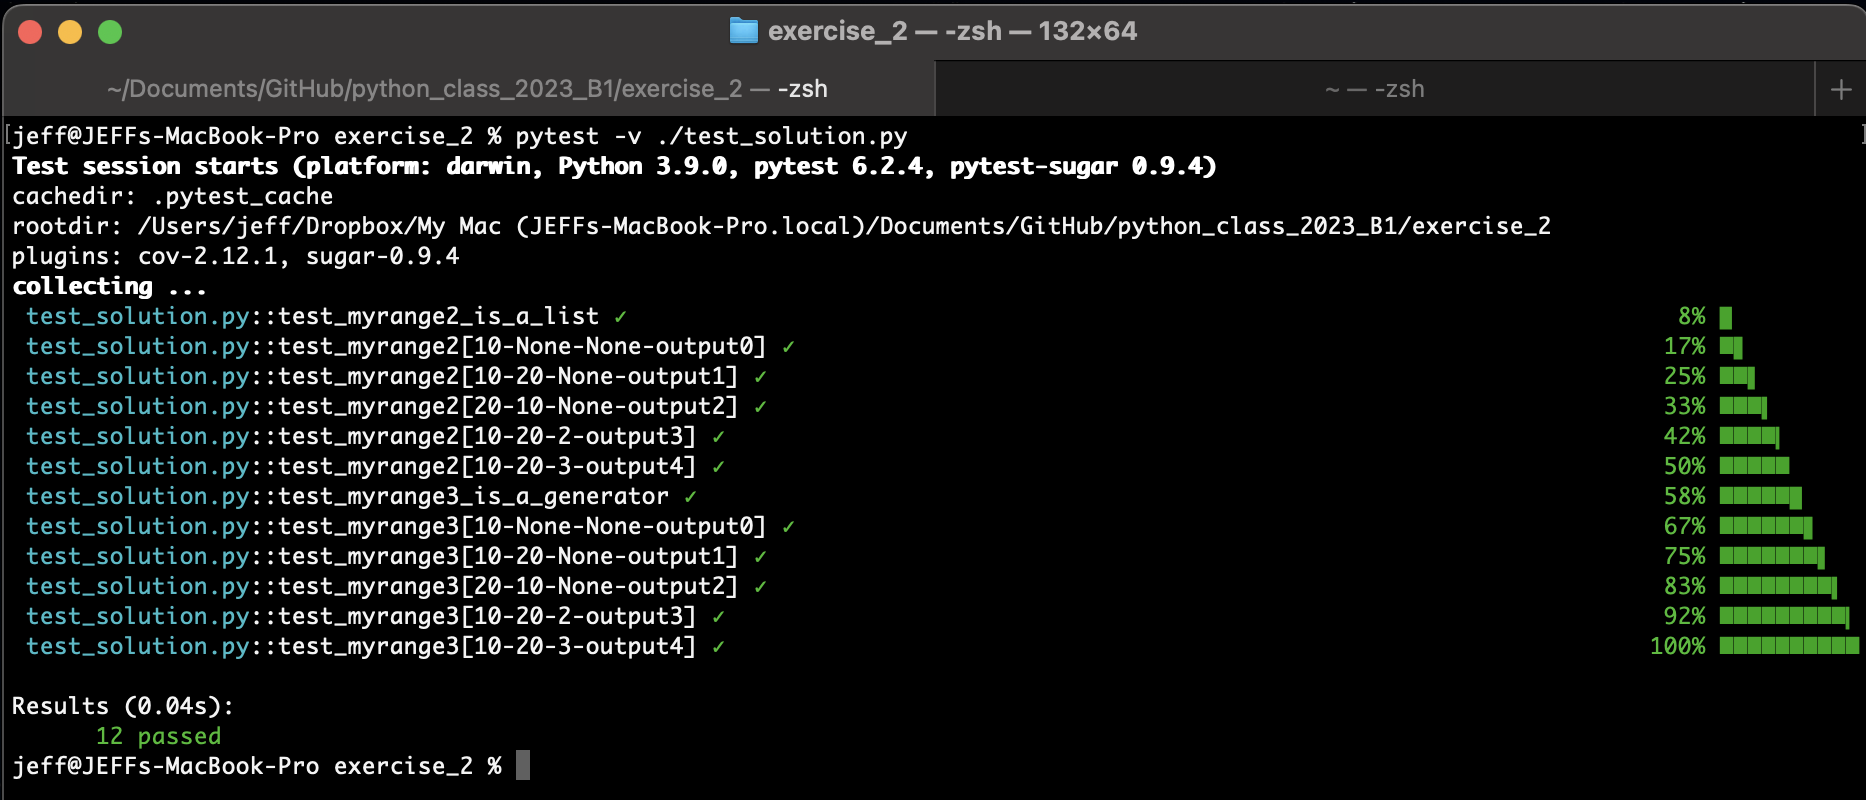 exercise_2 — -zsh — 132×64
~/Documents/GitHub/python_class_2023_B1/exercise_2 — -zsh
~ — -zsh
+
[jeff@JEFFs-MacBook-Pro exercise_2 % pytest -v ./test_solution.py ]
Test session starts (platform: darwin, Python 3.9.0, pytest 6.2.4, pytest-sugar 0.9.4)
cachedir: .pytest_cache
rootdir: /Users/jeff/Dropbox/My Mac (JEFFs-MacBook-Pro.local)/Documents/GitHub/python_class_2023_B1/exercise_2
plugins: cov-2.12.1, sugar-0.9.4
collecting ...
test_solution.py::test_myrange2_is_a_list ✓ 8%
test_solution.py::test_myrange2[10-None-None-output0] ✓ 17%
test_solution.py::test_myrange2[10-20-None-output1] ✓ 25%
test_solution.py::test_myrange2[20-10-None-output2] ✓ 33%
test_solution.py::test_myrange2[10-20-2-output3] ✓ 42%
test_solution.py::test_myrange2[10-20-3-output4] ✓ 50%
test_solution.py::test_myrange3_is_a_generator ✓ 58%
test_solution.py::test_myrange3[10-None-None-output0] ✓ 67%
test_solution.py::test_myrange3[10-20-None-output1] ✓ 75%
test_solution.py::test_myrange3[20-10-None-output2] ✓ 83%
test_solution.py::test_myrange3[10-20-2-output3] ✓ 92%
test_solution.py::test_myrange3[10-20-3-output4] ✓ 100%
Results (0.04s):
12 passed
jeff@JEFFs-MacBook-Pro exercise_2 %